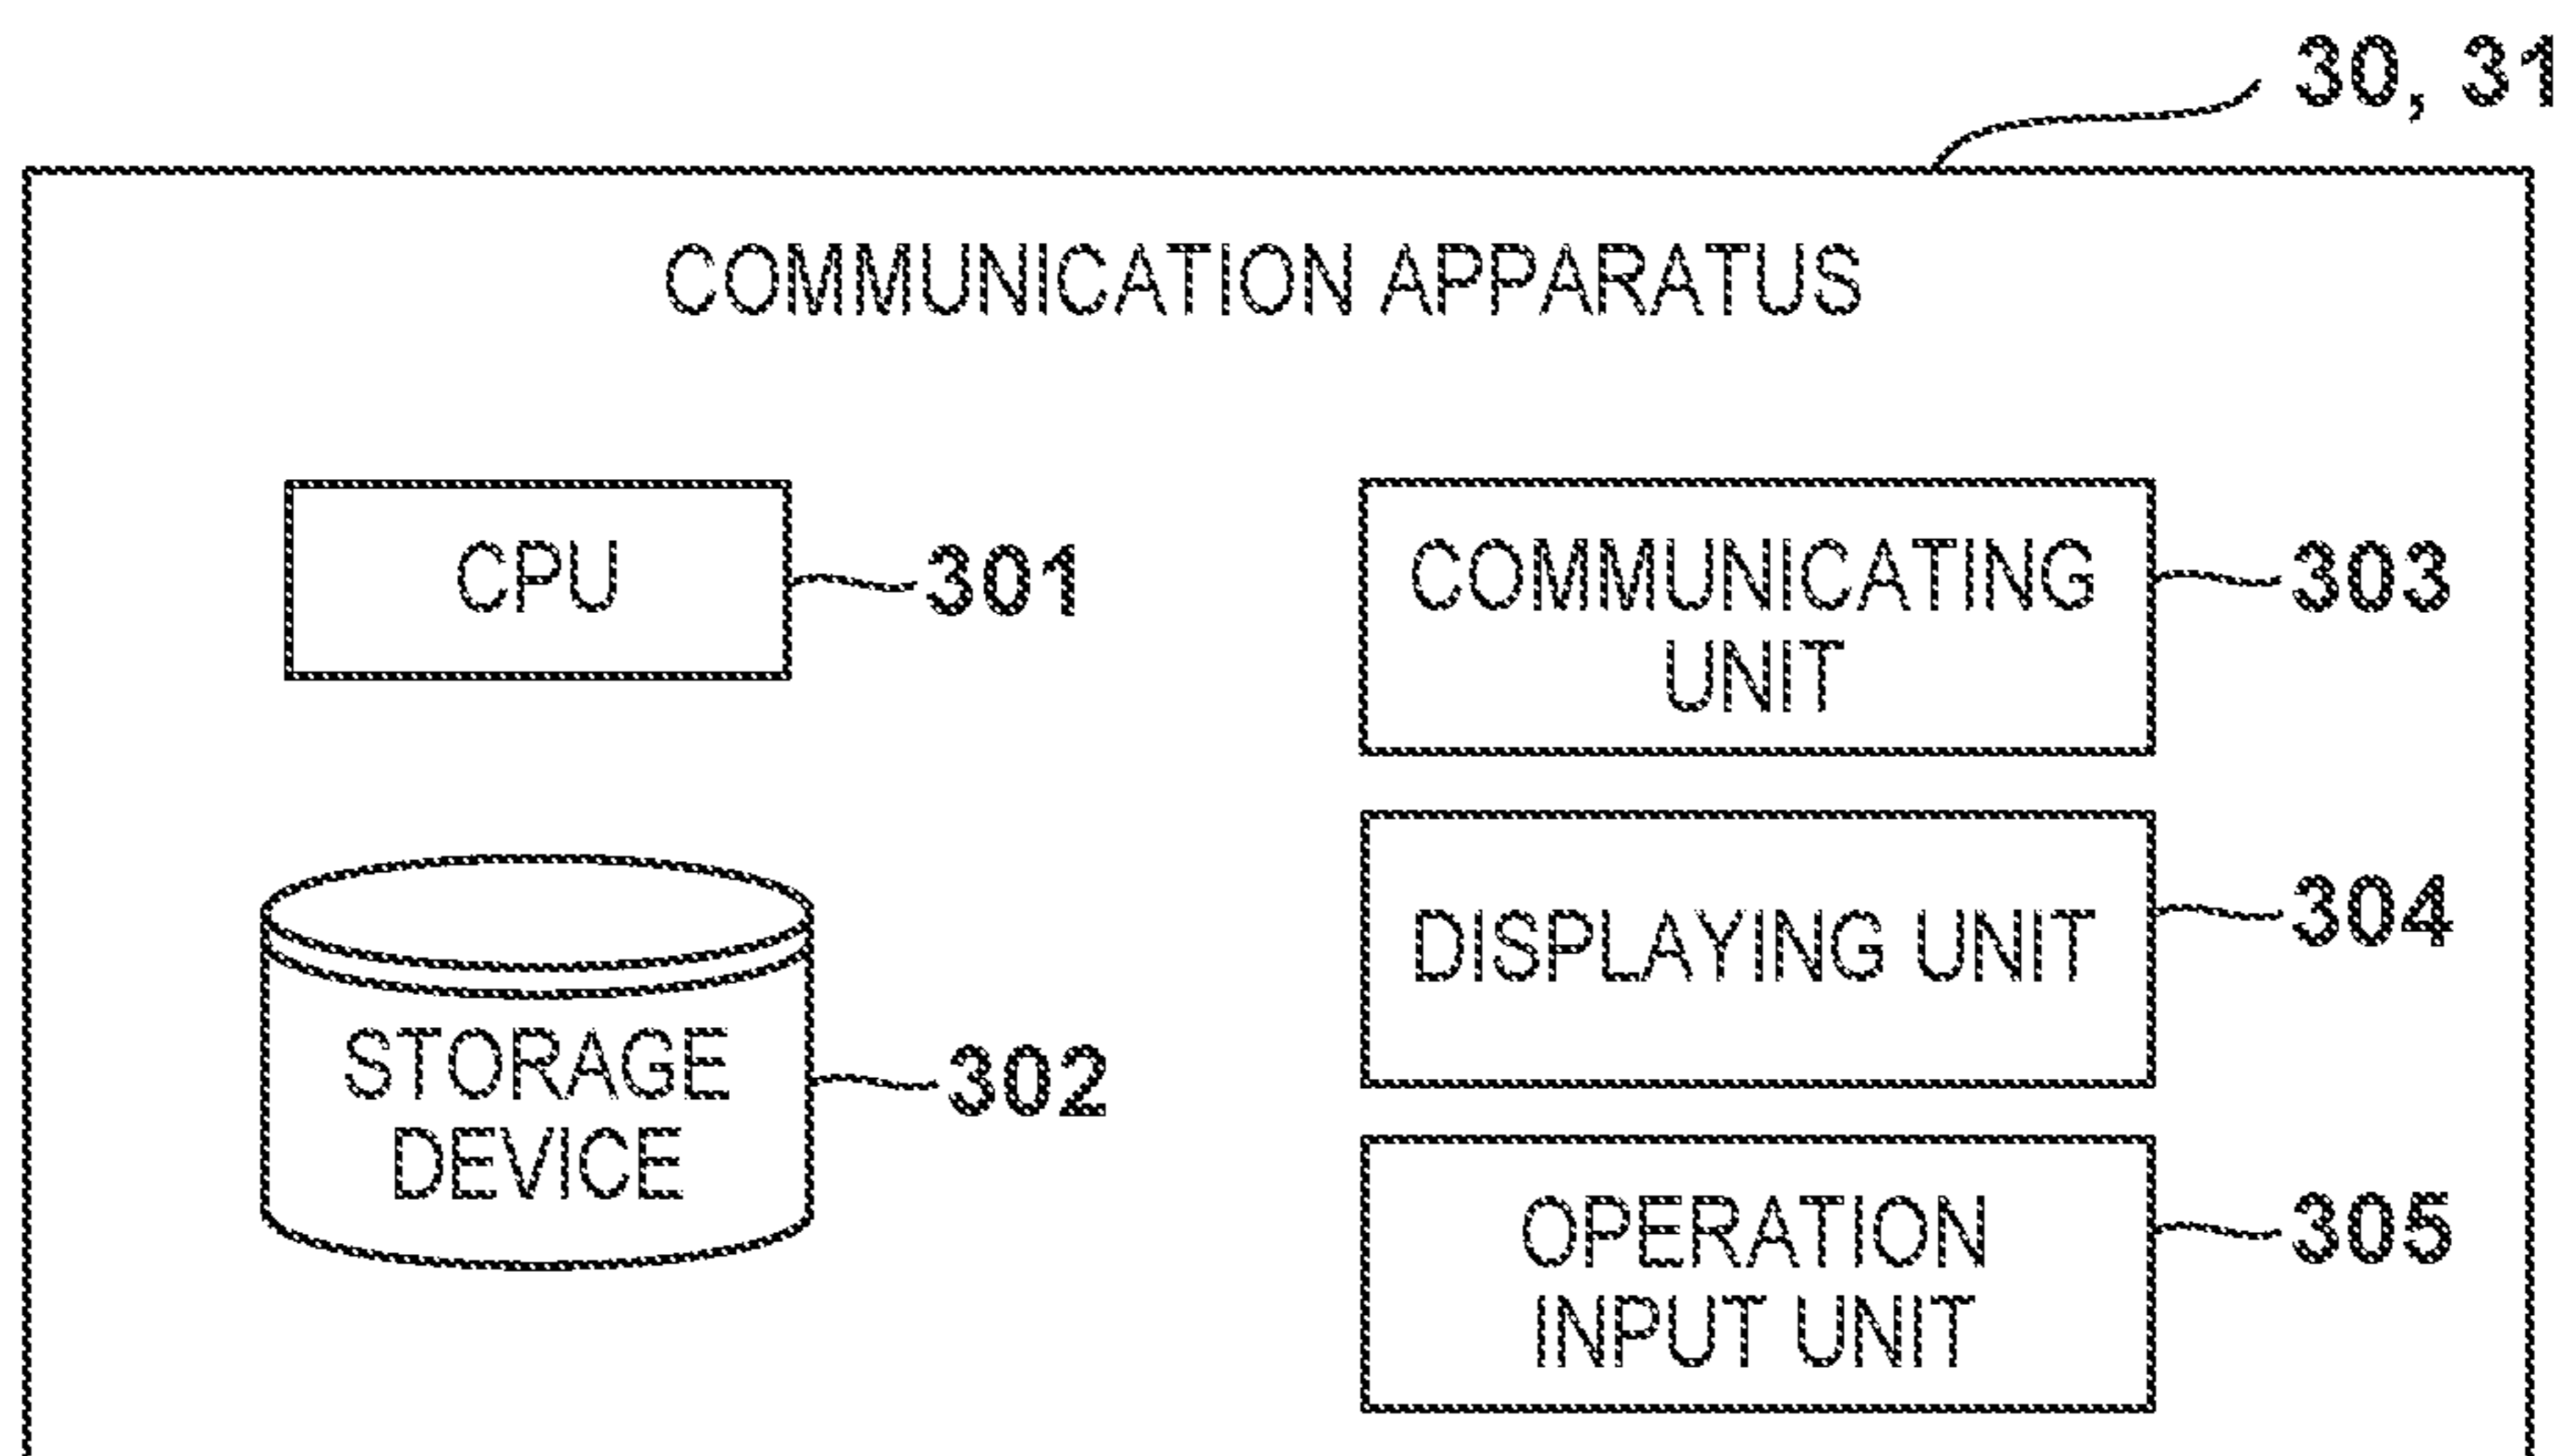 30, 31
COMMUNICATION APPARATUS
CPU
301
STORAGE
DEVICE
302
COMMUNICATING
UNIT
303
DISPLAYING UNIT
304
OPERATION
INPUT UNIT
305